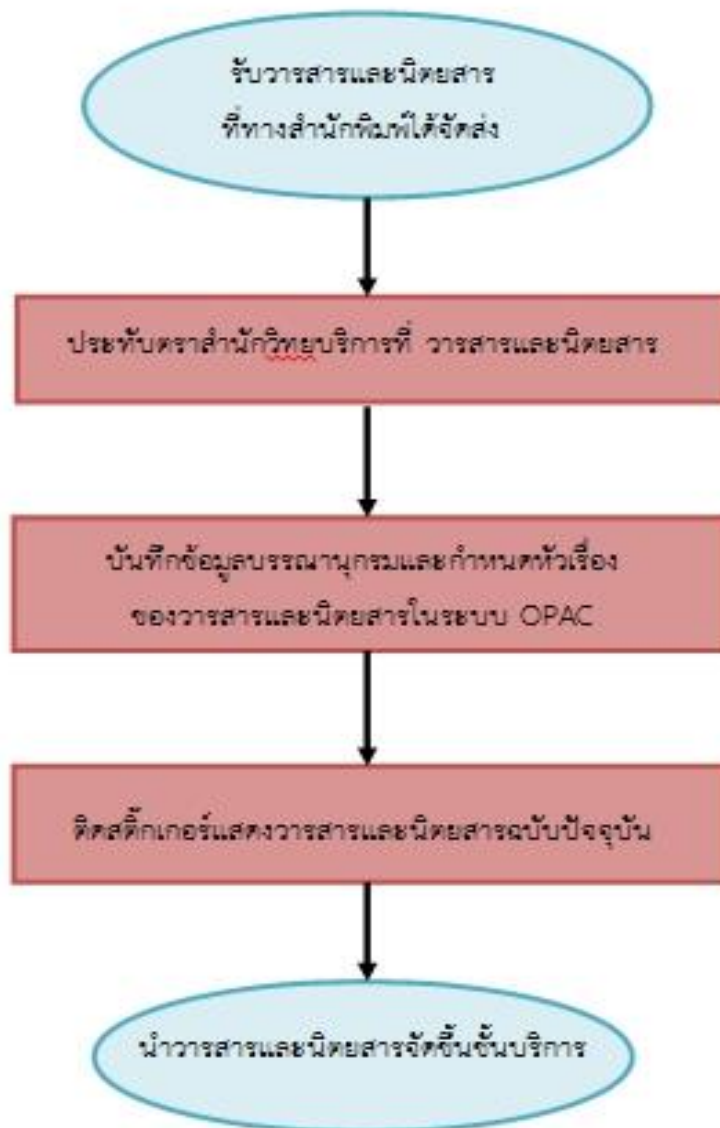 รับวารสารและนิตยสาร
ที่ทางสำนักพิมพ์ได้จัดส่ง
ประทับตราสำนักวิทยบริการที่ วารสารและนิตยสาร
บันทึกข้อมูลบรรณานุกรมและกำหนดหัวเรื่อง
ของวารสารและนิตยสารในระบบ OPAC
ติดสติ๊กเกอร์แสดงวารสารและนิตยสารฉบับปัจจุบัน
นำวารสารและนิตยสารจัดขึ้นชั้นบริการ